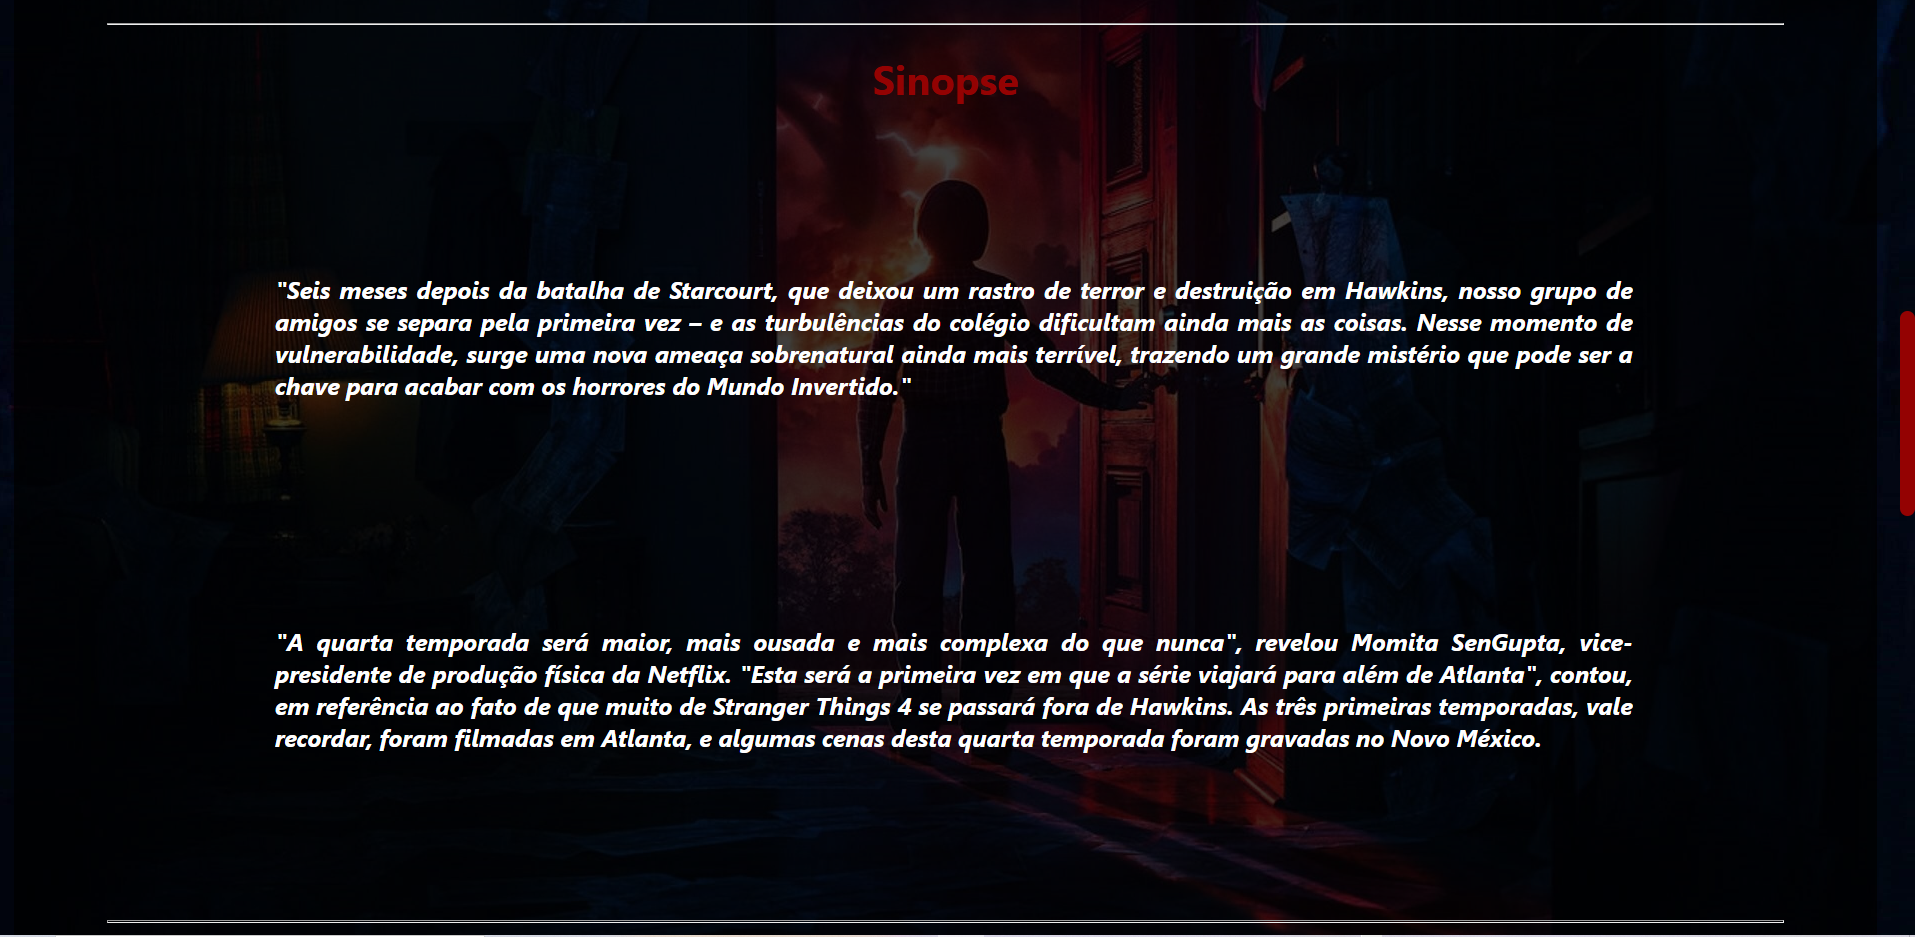 Sinopse
"Seis meses depois da batalha de Starcourt, que deixou um rastro de terror e destruição em Hawkins, nosso grupo de
amigos se separa pela primeira vez – e as turbulências do colégio dificultam ainda mais as coisas. Nesse momento de
vulnerabilidade, surge uma nova ameaça sobrenatural ainda mais terrível, trazendo um grande mistério que pode ser a
chave para acabar com os horrores do Mundo Invertido."
"A quarta temporada será maior, mais ousada e mais complexa do que nunca", revelou Momita SenGupta, vice-
presidente de produção física da Netflix. "Esta será a primeira vez em que a série viajará para além de Atlanta", contou,
em referência ao fato de que muito de Stranger Things 4 se passará fora de Hawkins. As três primeiras temporadas, vale
recordar, foram filmadas em Atlanta, e algumas cenas desta quarta temporada foram gravadas no Novo México.